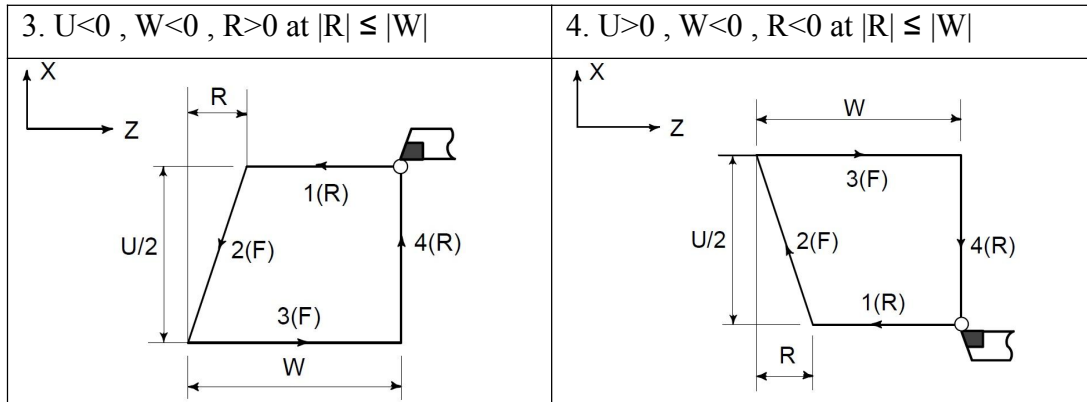 3. U<0 , W<0 , R>0 at |R| ≤ |W|
X
Z
R
1(R)
U/2
2(F)
4(R)
3(F)
W
4. U>0 , W<0 , R<0 at |R| ≤ |W|
X
Z
W
3(F)
U/2
2(F)
4(R)
1(R)
R